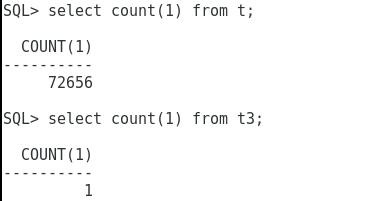 SQL> select count(1) from t;
COUNT(1)
----------
72656
SQL> select count(1) from t3;
COUNT(1)
----------
1